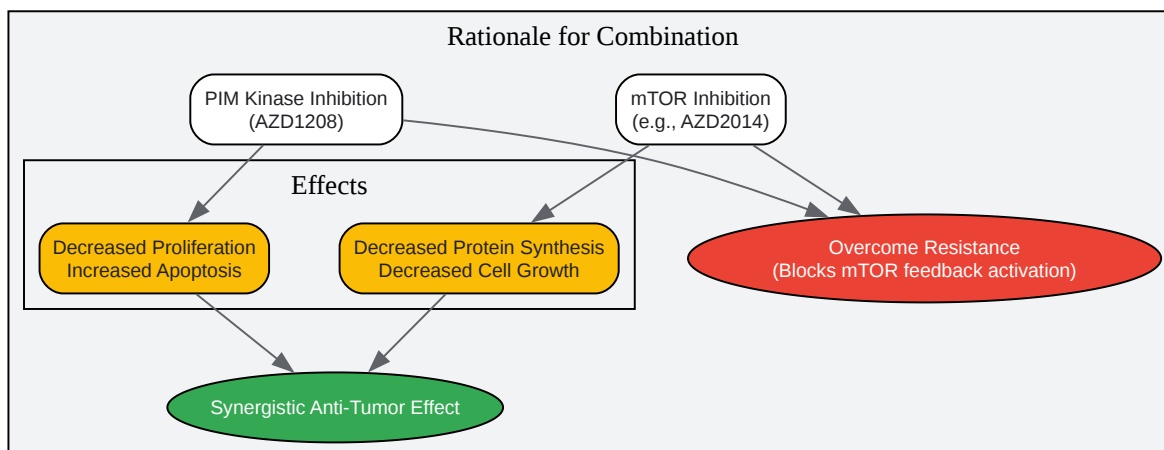 Rationale for Combination
PIM Kinase Inhibition
(AZD1208)
mTOR Inhibition
(e.g., AZD2014)
Effects
Decreased Proliferation
Increased Apoptosis
Decreased Protein Synthesis
Decreased Cell Growth
Overcome Resistance
(Blocks mTOR feedback activation)
Synergistic Anti-Tumor Effect